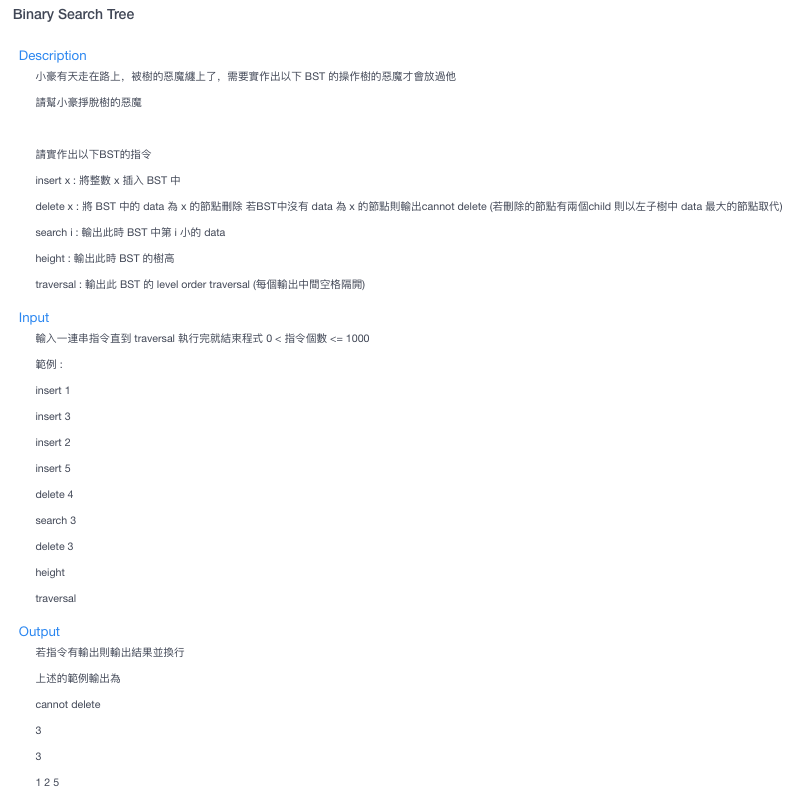 Binary Search Tree
Description
小豪有天走在路上，被樹的惡魔纏上了，需要實作出以下 BST 的操作樹的惡魔才會放過他
請幫小豪掙脫樹的惡魔
請實作出以下BST的指令
insert x : 將整數 x 插入 BST 中
delete x : 將 BST 中的 data 為 x 的節點刪除 若BST中沒有 data 為 x 的節點則輸出cannot delete (若刪除的節點有兩個child 則以左子樹中 data 最大的節點取代)
search i : 輸出此時 BST 中第 i 小的 data
height : 輸出此時 BST 的樹高
traversal : 輸出此 BST 的 level order traversal (每個輸出中間空格隔開)
Input
輸入一連串指令直到 traversal 執行完就結束程式 0 < 指令個數 <= 1000
範例 :
insert 1
insert 3
insert 2
insert 5
delete 4
search 3
delete 3
height
traversal
Output
若指令有輸出則輸出結果並換行
上述的範例輸出為
cannot delete
3
3
1 2 5